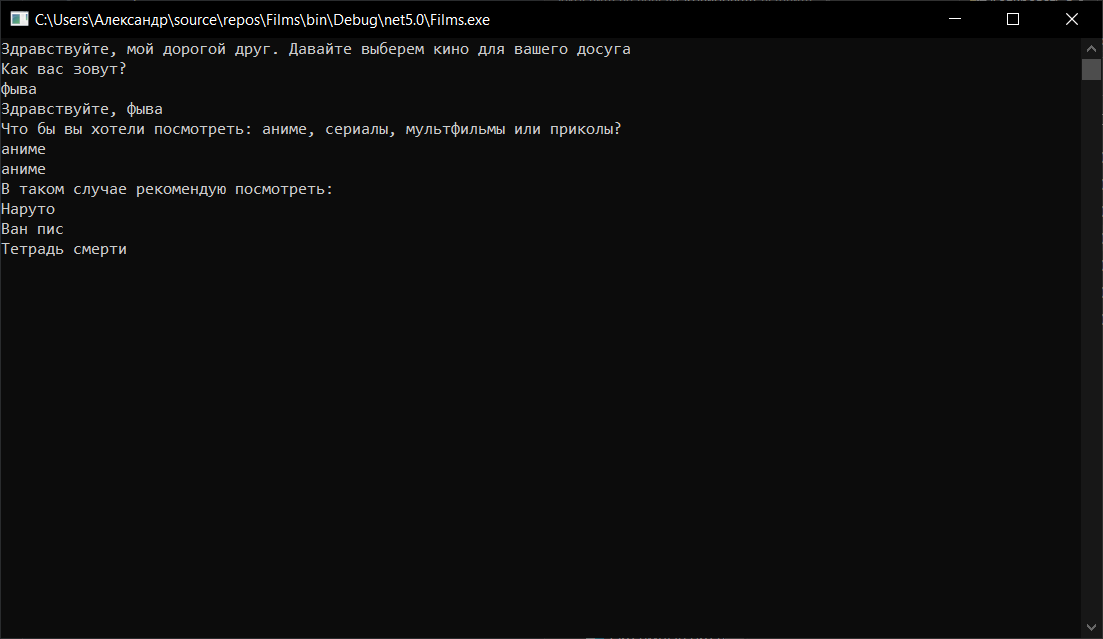 C:\Users\Александр\source\repos\Films\bin\Debug\net5.0\Films.exe
Здравствуйте, мой дорогой друг. Давайте выберем кино для вашего досуга
Как вас зовут?
фыва
Здравствуйте, фыва
Что бы вы хотели посмотреть: аниме, сериалы, мультфильмы или приколы?
аниме
аниме
В таком случае рекомендую посмотреть:
Наруто
Ван пис
Тетрадь смерти